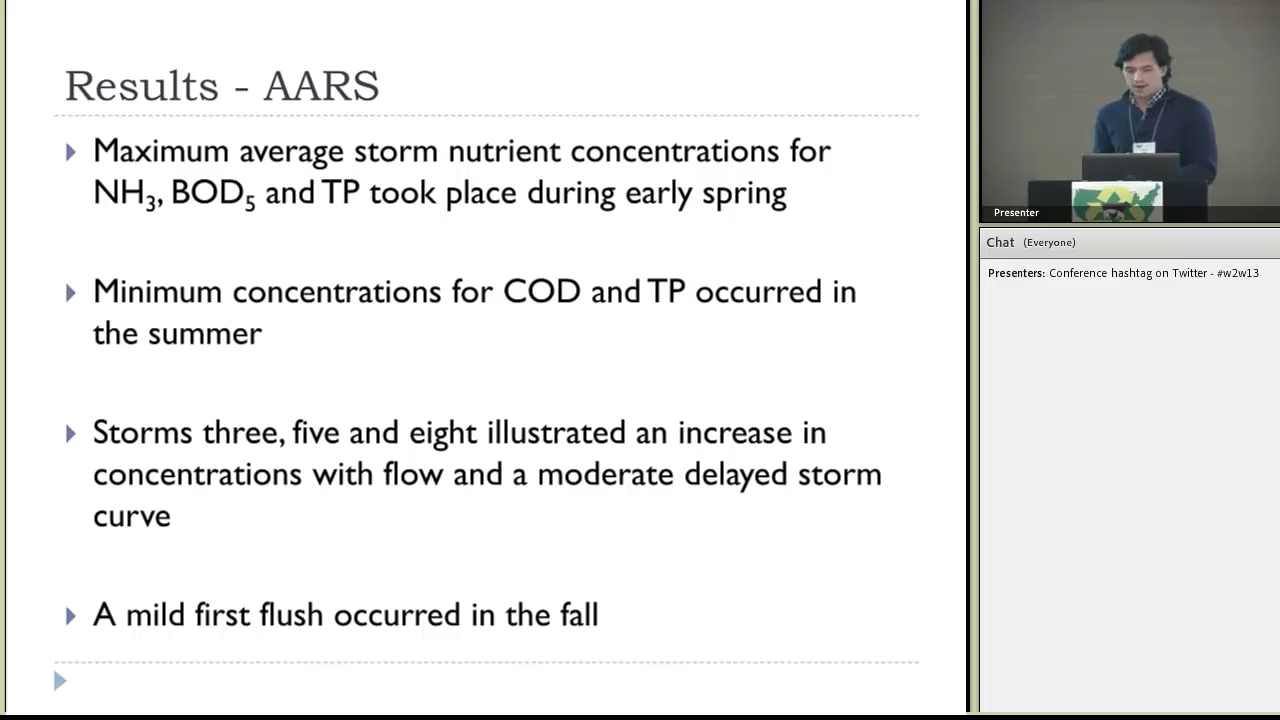 Results - AARS
Maximum average storm nutrient concentrations for
NH₃, BOD₅ and TP took place during early spring
Minimum concentrations for COD and TP occurred in
the summer
Storms three, five and eight illustrated an increase in
concentrations with flow and a moderate delayed storm
curve
A mild first flush occurred in the fall
Presenter
Chat (Everyone)
Presenters: Conference hashtag on Twitter - #w2w13